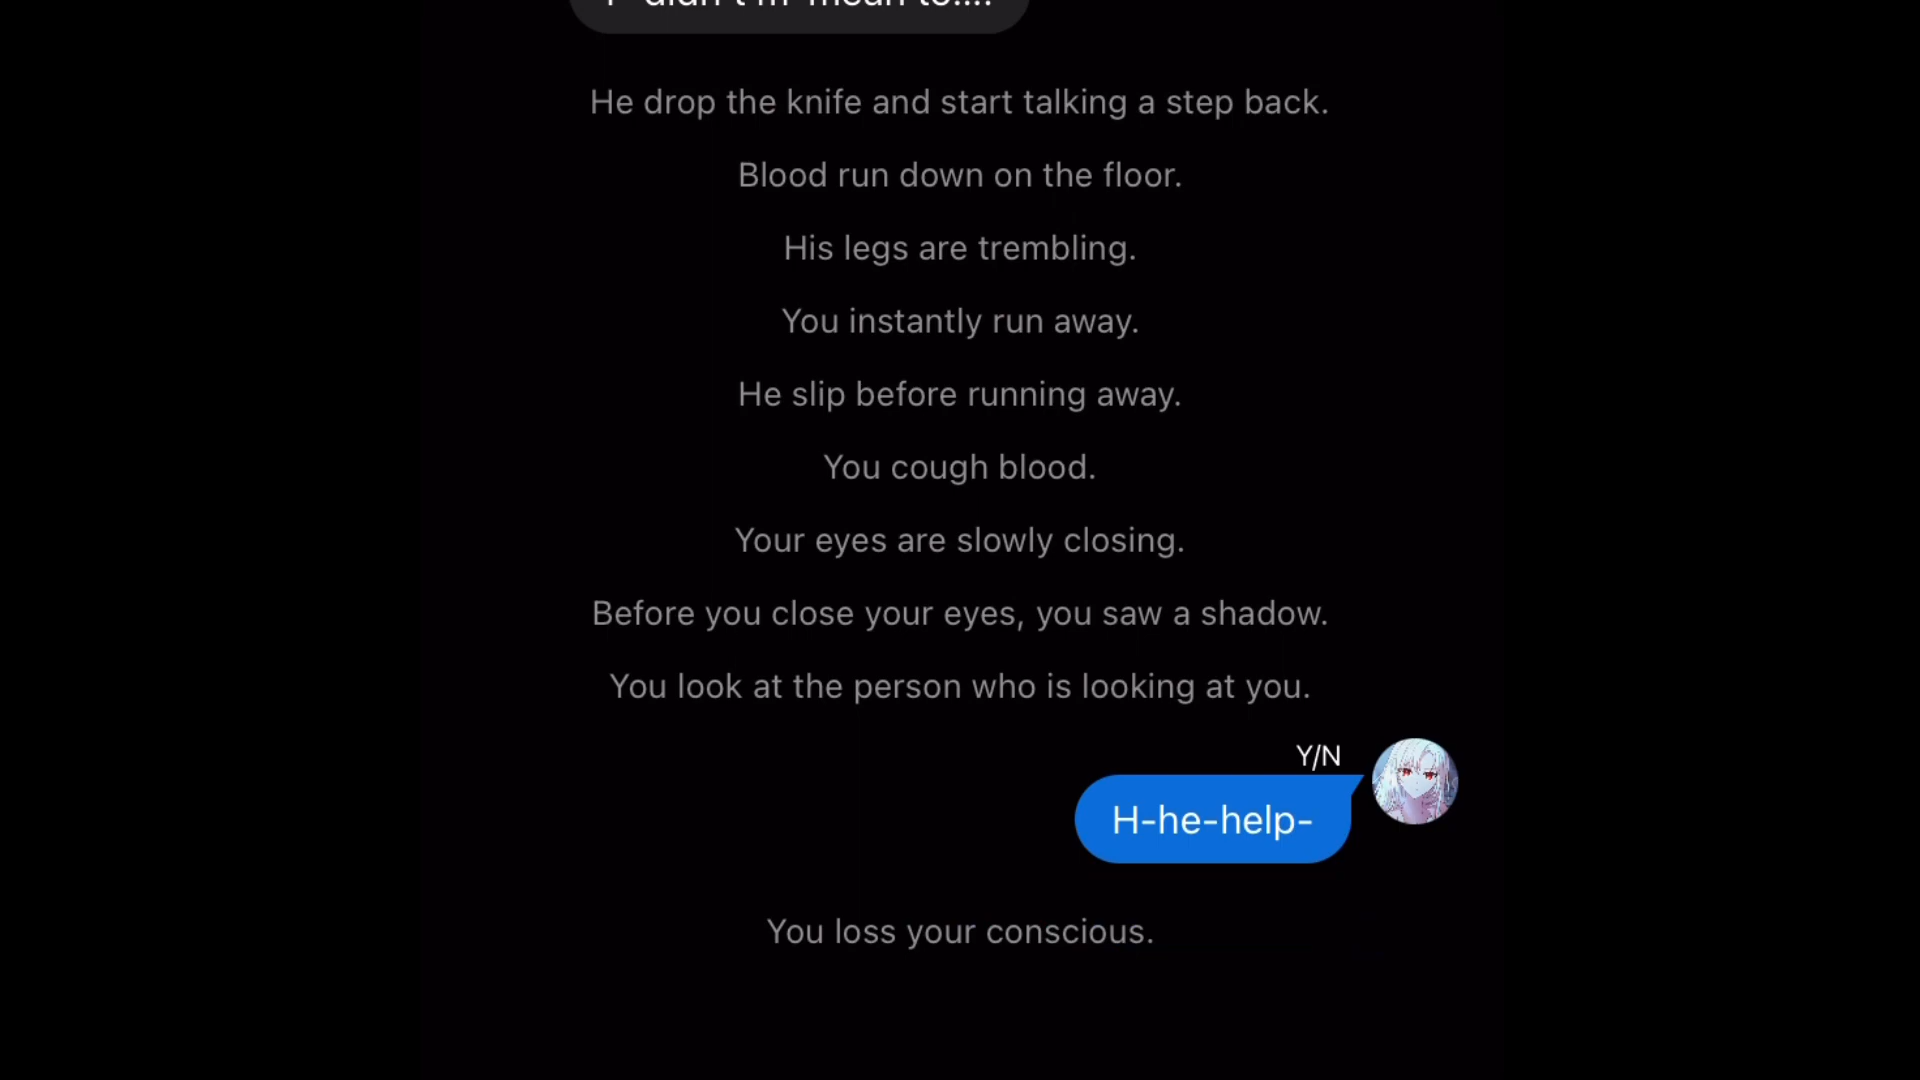 I- didn't m- mean to....
He drop the knife and start talking a step back.
Blood run down on the floor.
His legs are trembling.
You instantly run away.
He slip before running away.
You cough blood.
Your eyes are slowly closing.
Before you close your eyes, you saw a shadow.
You look at the person who is looking at you.
Y/N
H-he-help-
You loss your conscious.